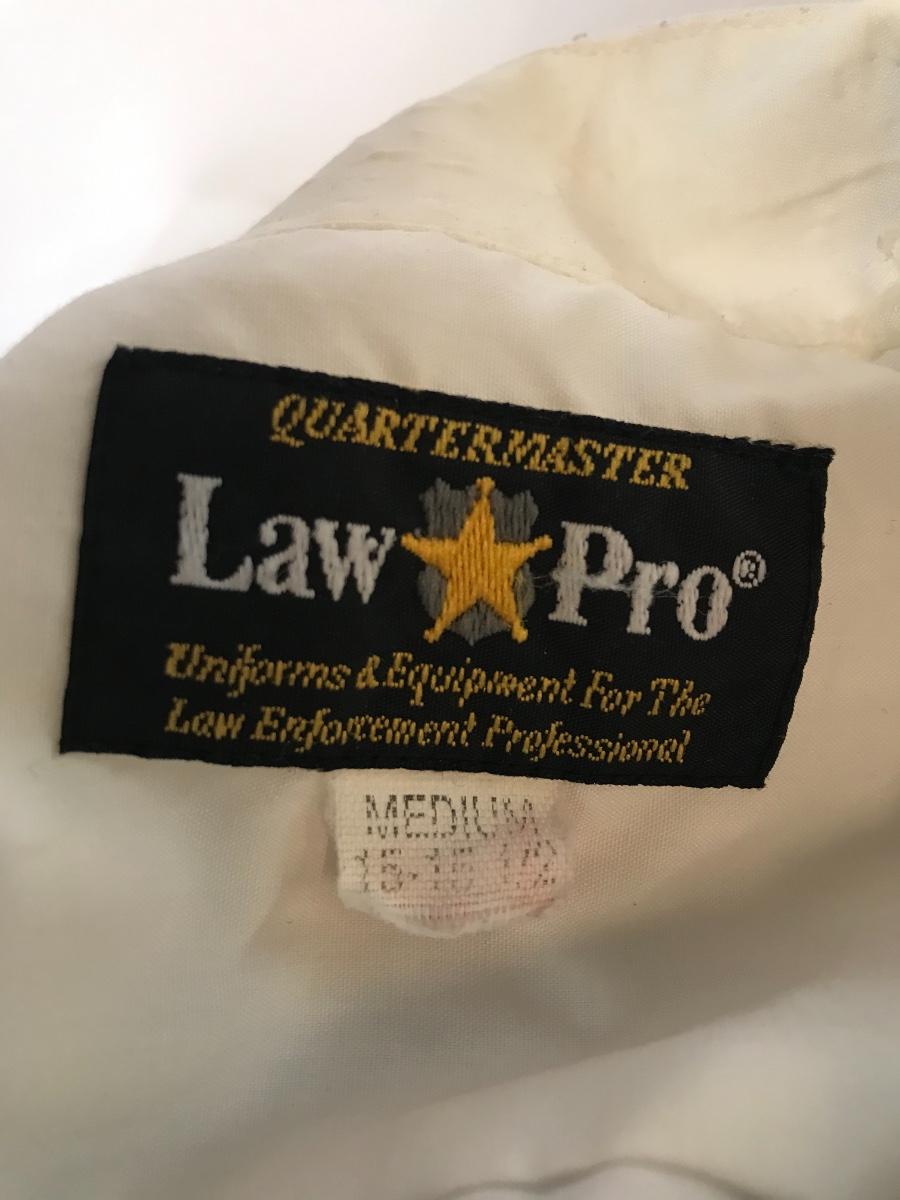 QUARTERMASTER
Law Pro®
Uniforms & Equipment For The
Law Enforcement Professional
MEDIUM